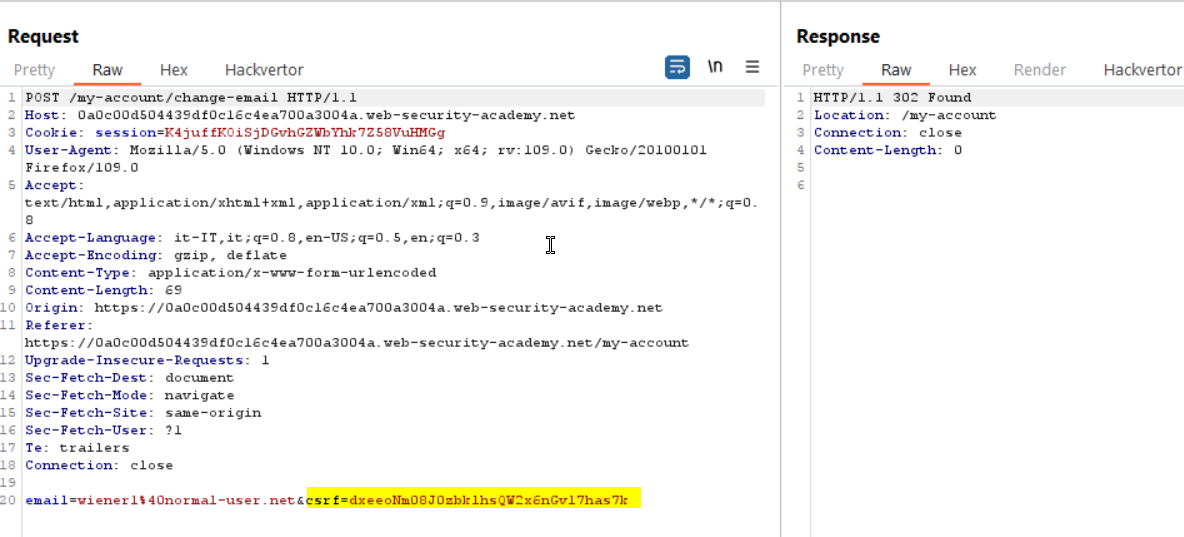 Request
Pretty Raw Hex Hackvertor \n
1 POST /my-account/change-email HTTP/1.1
2 Host: 0a0c00d504439df0c16c4ea700a3004a.web-security-academy.net
3 Cookie: session=K4juffK0iSjDGvhGZWbYhk7Z58VuHMGg
4 User-Agent: Mozilla/5.0 (Windows NT 10.0; Win64; x64; rv:109.0) Gecko/20100101
Firefox/109.0
5 Accept:
text/html,application/xhtml+xml,application/xml;q=0.9,image/avif,image/webp,*/*;q=0.
8
6 Accept-Language: it-IT,it;q=0.8,en-US;q=0.5,en;q=0.3
7 Accept-Encoding: gzip, deflate
8 Content-Type: application/x-www-form-urlencoded
9 Content-Length: 69
10 Origin: https://0a0c00d504439df0c16c4ea700a3004a.web-security-academy.net
11 Referer:
https://0a0c00d504439df0c16c4ea700a3004a.web-security-academy.net/my-account
12 Upgrade-Insecure-Requests: 1
13 Sec-Fetch-Dest: document
14 Sec-Fetch-Mode: navigate
15 Sec-Fetch-Site: same-origin
16 Sec-Fetch-User: ?1
17 Te: trailers
18 Connection: close
19
20 email=wiener1%40normal-user.net&csrf=dxeeoNm08J0zbklhsQW2x6nGvl7has7k
Response
Pretty Raw Hex Render Hackvertor
1 HTTP/1.1 302 Found
2 Location: /my-account
3 Connection: close
4 Content-Length: 0
5
6